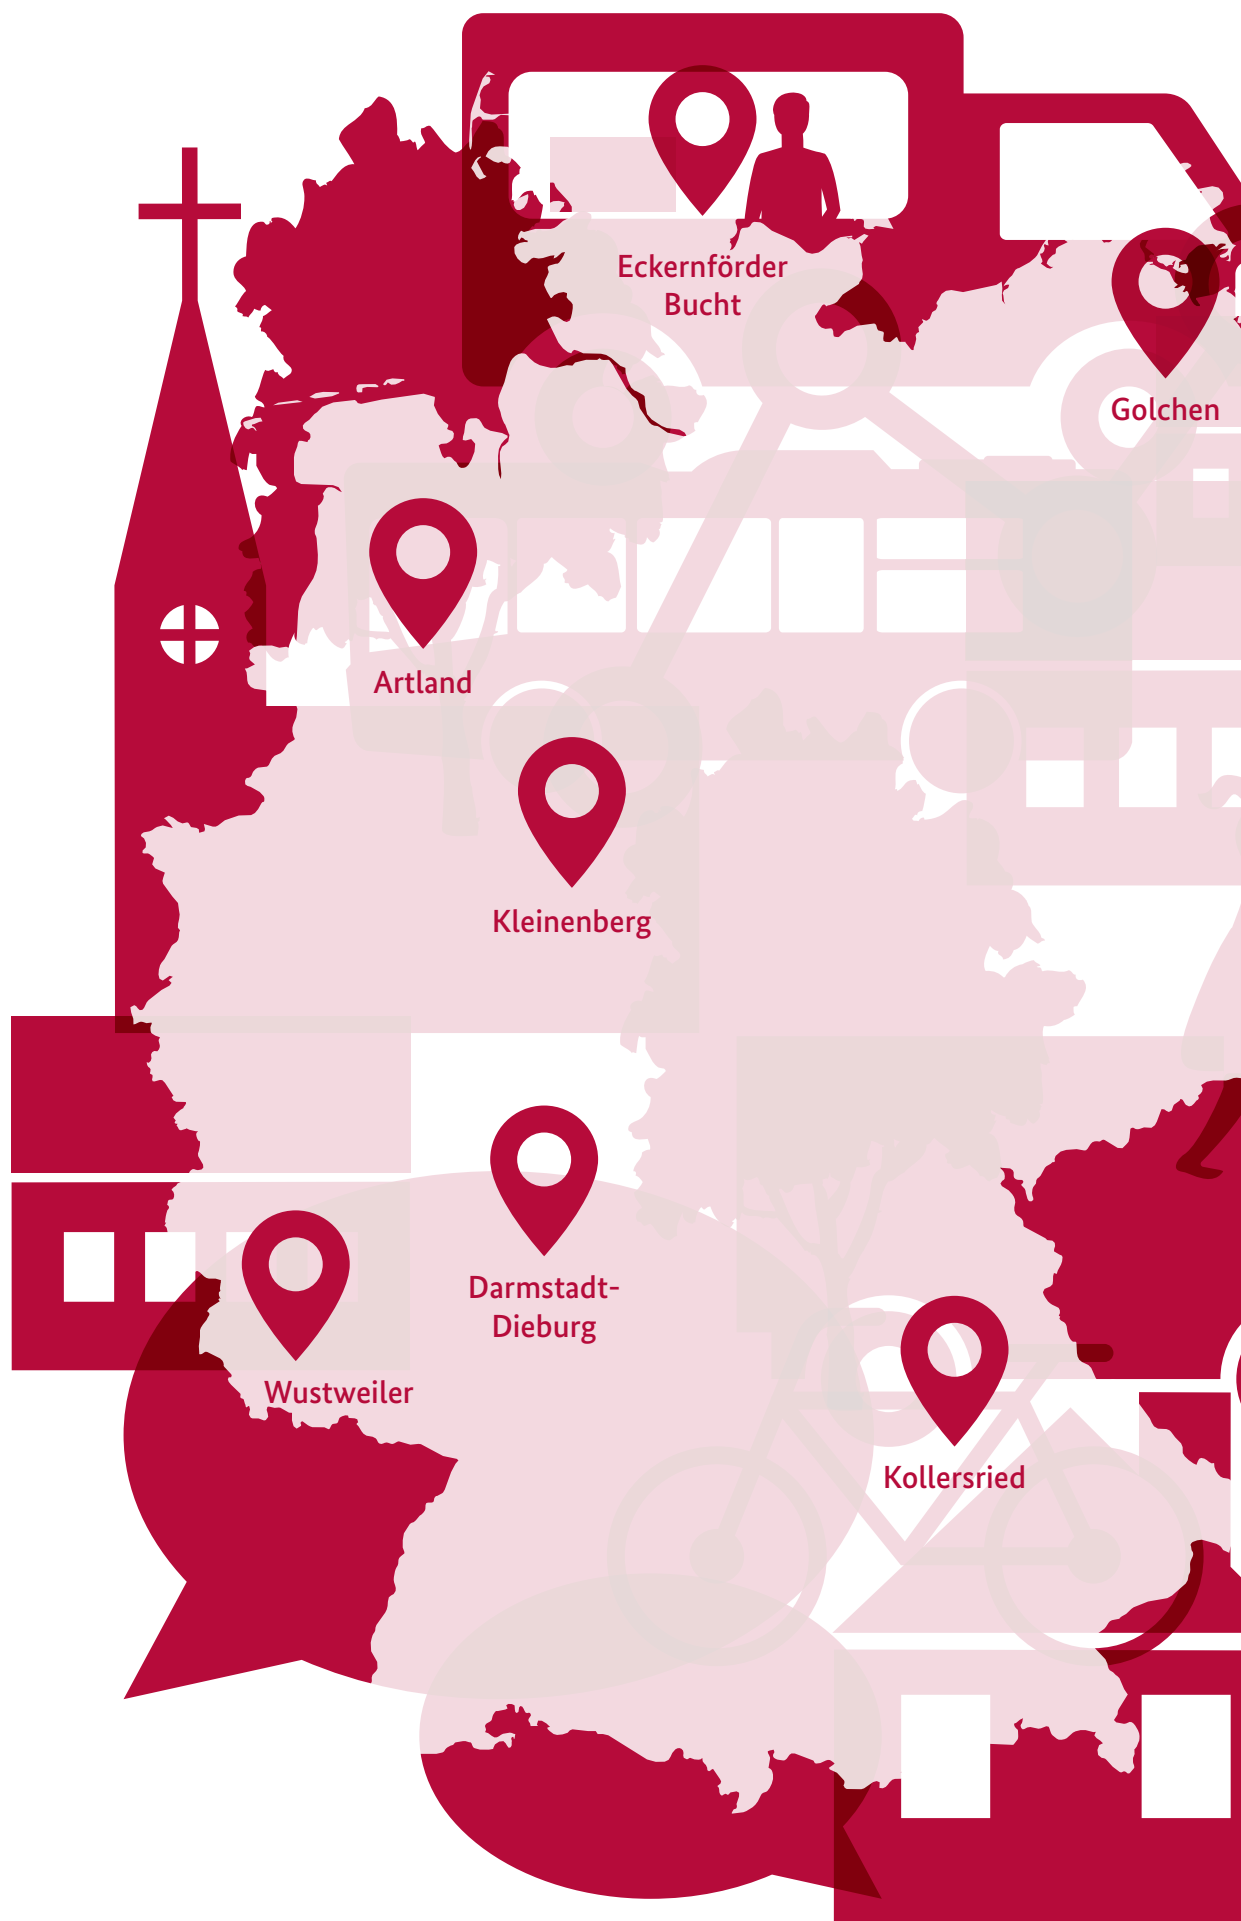 Eckernförder
Bucht
Golchen
Artland
Kleinenberg
Darmstadt-
Dieburg
Wustweiler
Kollersried